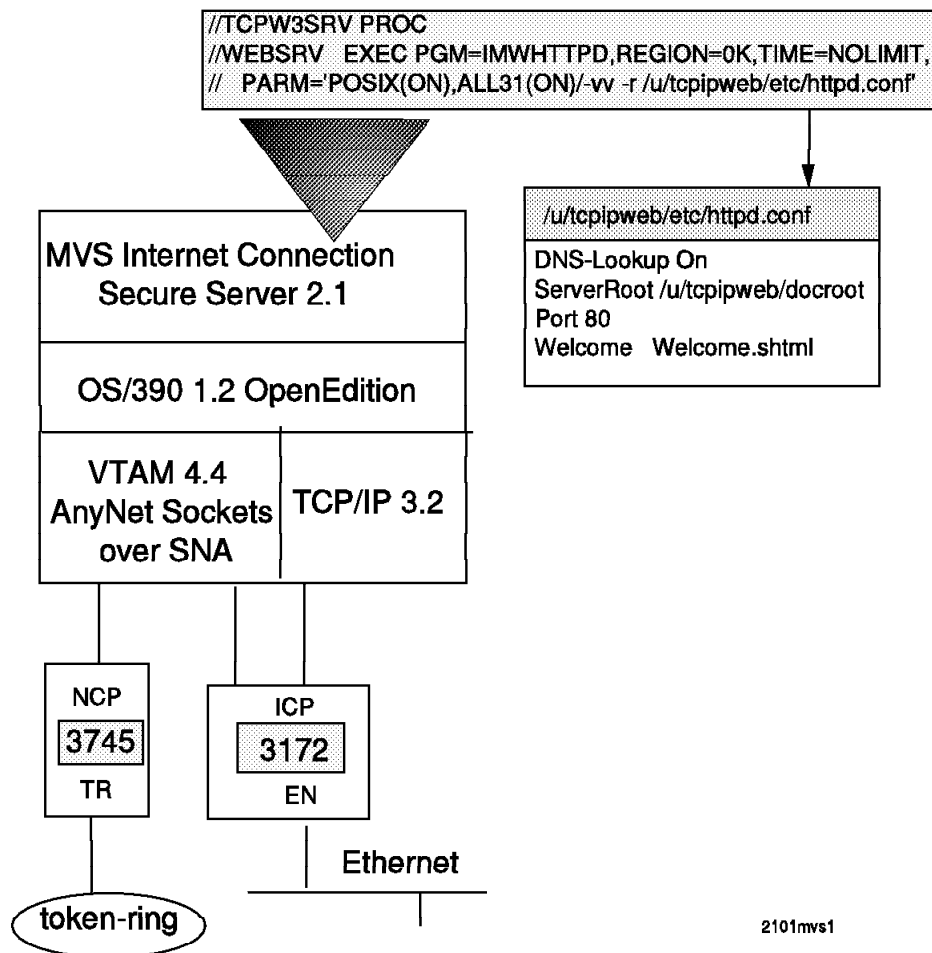 //TCPW3SRV PROC
//WEBSRV   EXEC PGM=IMWHTTPD,REGION=0K,TIME=NOLIMIT,
//   PARM='POSIX(ON),ALL31(ON)/-vv -r /u/tcpipweb/etc/httpd.conf'
/u/tcpipweb/etc/httpd.conf
DNS-Lookup On
ServerRoot /u/tcpipweb/docroot
Port 80
Welcome   Welcome.shtml
MVS Internet Connection
Secure Server 2.1
OS/390 1.2 OpenEdition
VTAM 4.4
AnyNet Sockets
over SNA
TCP/IP 3.2
NCP
3745
TR
ICP
3172
EN
Ethernet
token-ring
2101mvs1